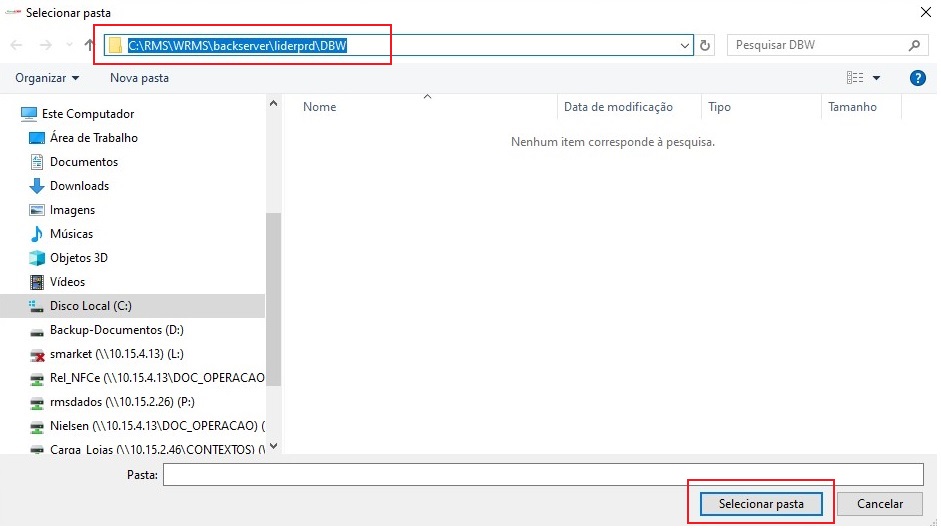 Selecionar pasta
C:\RMS\WRMS\backserver\liderprd\DBW
Pesquisar DBW
Organizar
Nova pasta
Este Computador
Área de Trabalho
Documentos
Downloads
Imagens
Músicas
Objetos 3D
Vídeos
Disco Local (C:)
Backup-Documentos (D:)
smarket (\\10.15.4.13) (L:)
Rel_NFCe (\\10.15.4.13\DOC_OPERACAO
rmsdados (\\10.15.2.26) (P:)
Nielsen (\\10.15.4.13\DOC_OPERACAO) (
Carga_Lojas (\\10.15.2.46\CONTEXTOS) (\
Nome
Data de modificação
Tipo
Tamanho
Nenhum item corresponde à pesquisa.
Pasta:
Selecionar pasta
Cancelar